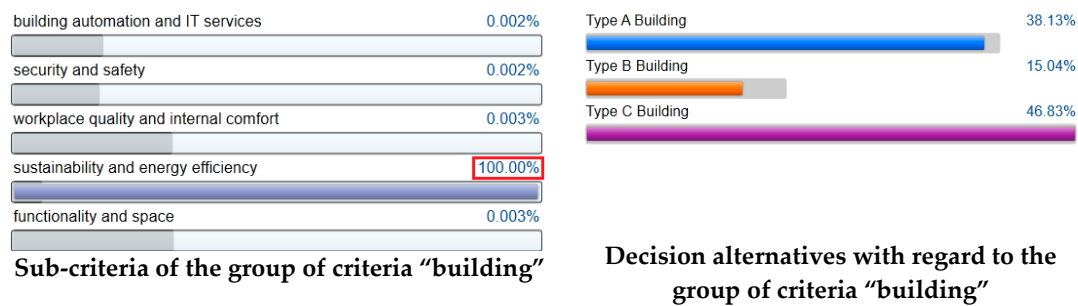 building automation and IT services 0.002%
security and safety 0.002%
workplace quality and internal comfort 0.003%
sustainability and energy efficiency 100.00%
functionality and space 0.003%
Sub-criteria of the group of criteria “building”
Type A Building 38.13%
Type B Building 15.04%
Type C Building 46.83%
Decision alternatives with regard to the
group of criteria “building”